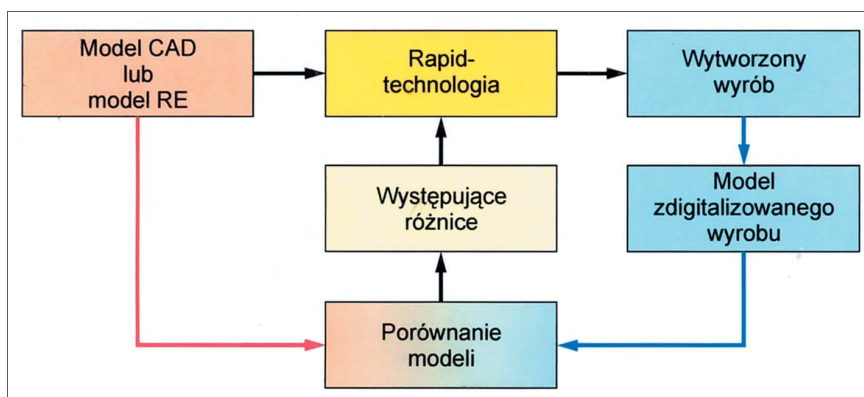 Model CAD
lub
model RE
Rapid-
technologia
Wytworzony
wyrób
Występujące
różnice
Model
zdigitalizowanego
wyrobu
Porównanie
modeli